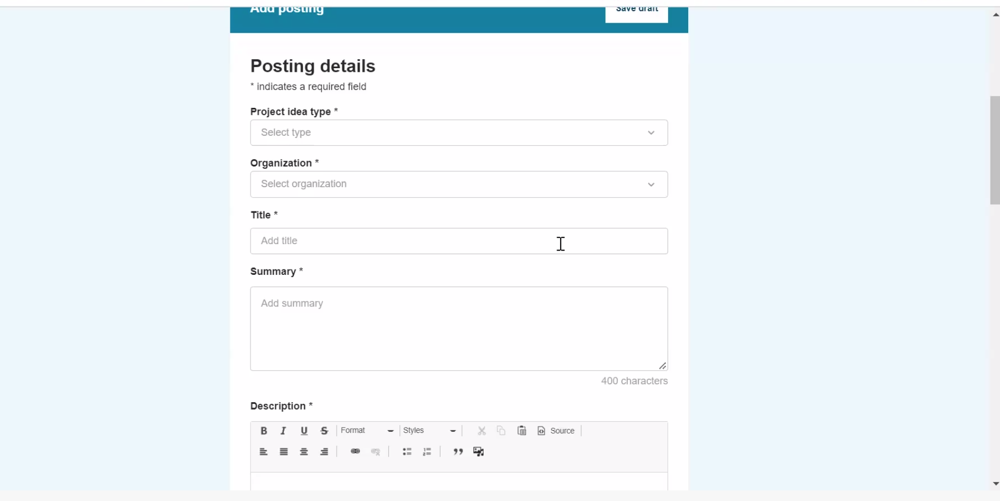 Add posting
Save draft
Posting details
* indicates a required field
Project idea type *
Select type
Organization *
Select organization
Title *
Add title
Summary *
Add summary
400 characters
Description *
B I U S Format Styles Source